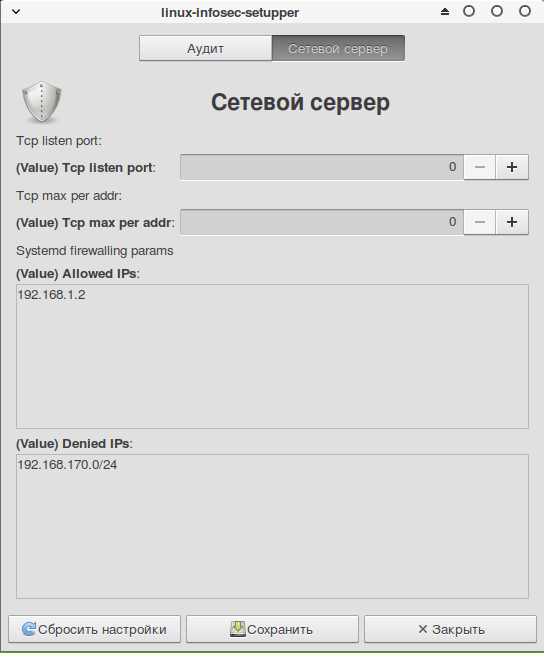 linux-infosec-setupper
Аудит
Сетевой сервер
Сетевой сервер
Tcp listen port:
(Value) Tcp listen port: 0
Tcp max per addr:
(Value) Tcp max per addr: 0
Systemd firewalling params
(Value) Allowed IPs:
192.168.1.2
(Value) Denied IPs:
192.168.170.0/24
Сбросить настройки
Сохранить
Закрыть